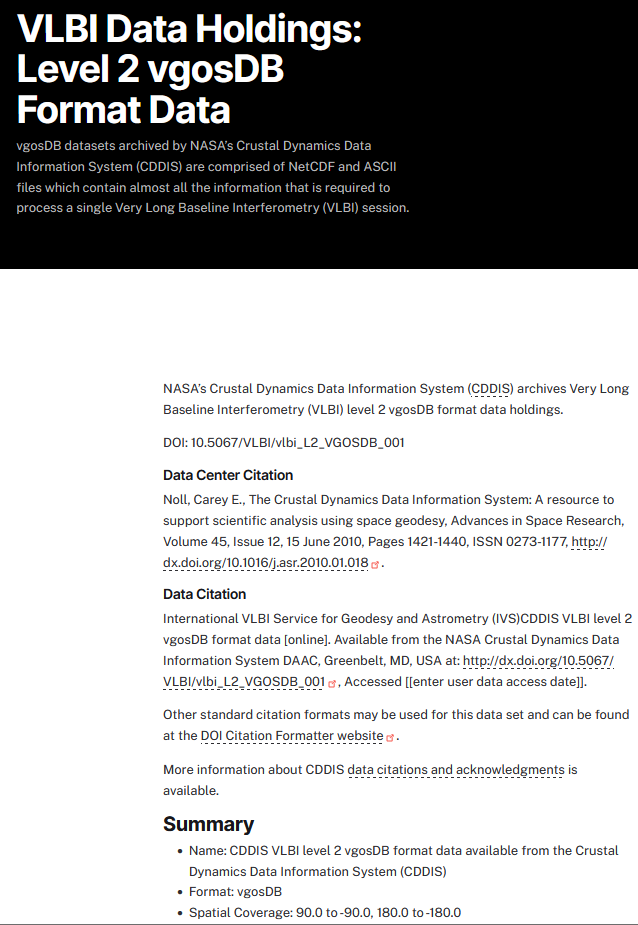 VLBI Data Holdings:
Level 2 vgosDB
Format Data
vgosDB datasets archived by NASA's Crustal Dynamics Data
Information System (CDDIS) are comprised of NetCDF and ASCII
files which contain almost all the information that is required to
process a single Very Long Baseline Interferometry (VLBI) session.
NASA's Crustal Dynamics Data Information System (CDDIS) archives Very Long
Baseline Interferometry (VLBI) level 2 vgosDB format data holdings.
DOI: 10.5067/VLBI/vlbi_L2_VGOSDB_001
Data Center Citation
Noll, Carey E., The Crustal Dynamics Data Information System: A resource to
support scientific analysis using space geodesy, Advances in Space Research,
Volume 45, Issue 12, 15 June 2010, Pages 1421-1440, ISSN 0273-1177, http://
dx.doi.org/10.1016/j.asr.2010.01.018 .
Data Citation
International VLBI Service for Geodesy and Astrometry (IVS)CDDIS VLBI level 2
vgosDB format data [online]. Available from the NASA Crustal Dynamics Data
Information System DAAC, Greenbelt, MD, USA at: http://dx.doi.org/10.5067/
VLBI/vlbi_L2_VGOSDB_001 , Accessed [[enter user data access date]].
Other standard citation formats may be used for this data set and can be found
at the DOI Citation Formatter website .
More information about CDDIS data citations and acknowledgments is
available.
Summary
• Name: CDDIS VLBI level 2 vgosDB format data available from the Crustal
Dynamics Data Information System (CDDIS)
• Format: vgosDB
• Spatial Coverage: 90.0 to -90.0, 180.0 to -180.0